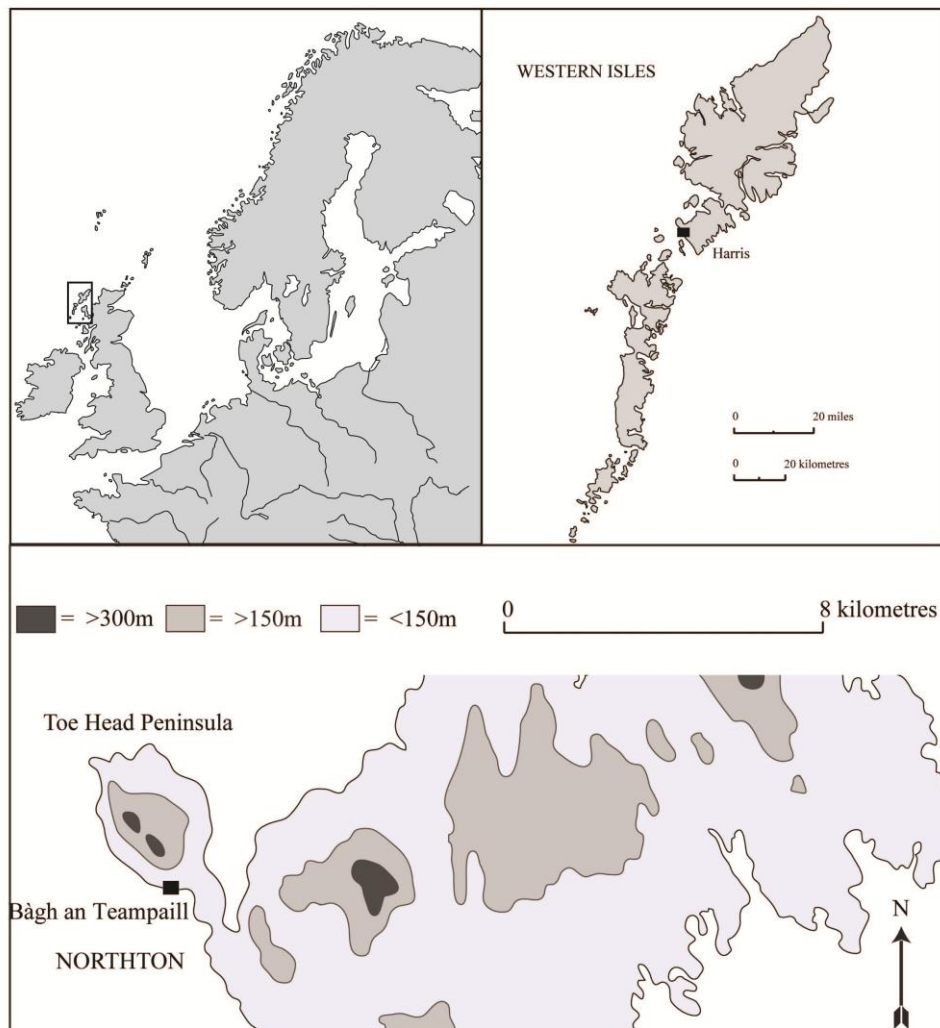 WESTERN ISLES
Harris
0 20 miles
0 20 kilometres
= >300m = >150m = <150m
0 8 kilometres
Toe Head Peninsula
Bàgh an Teampaill
NORTHTON
N